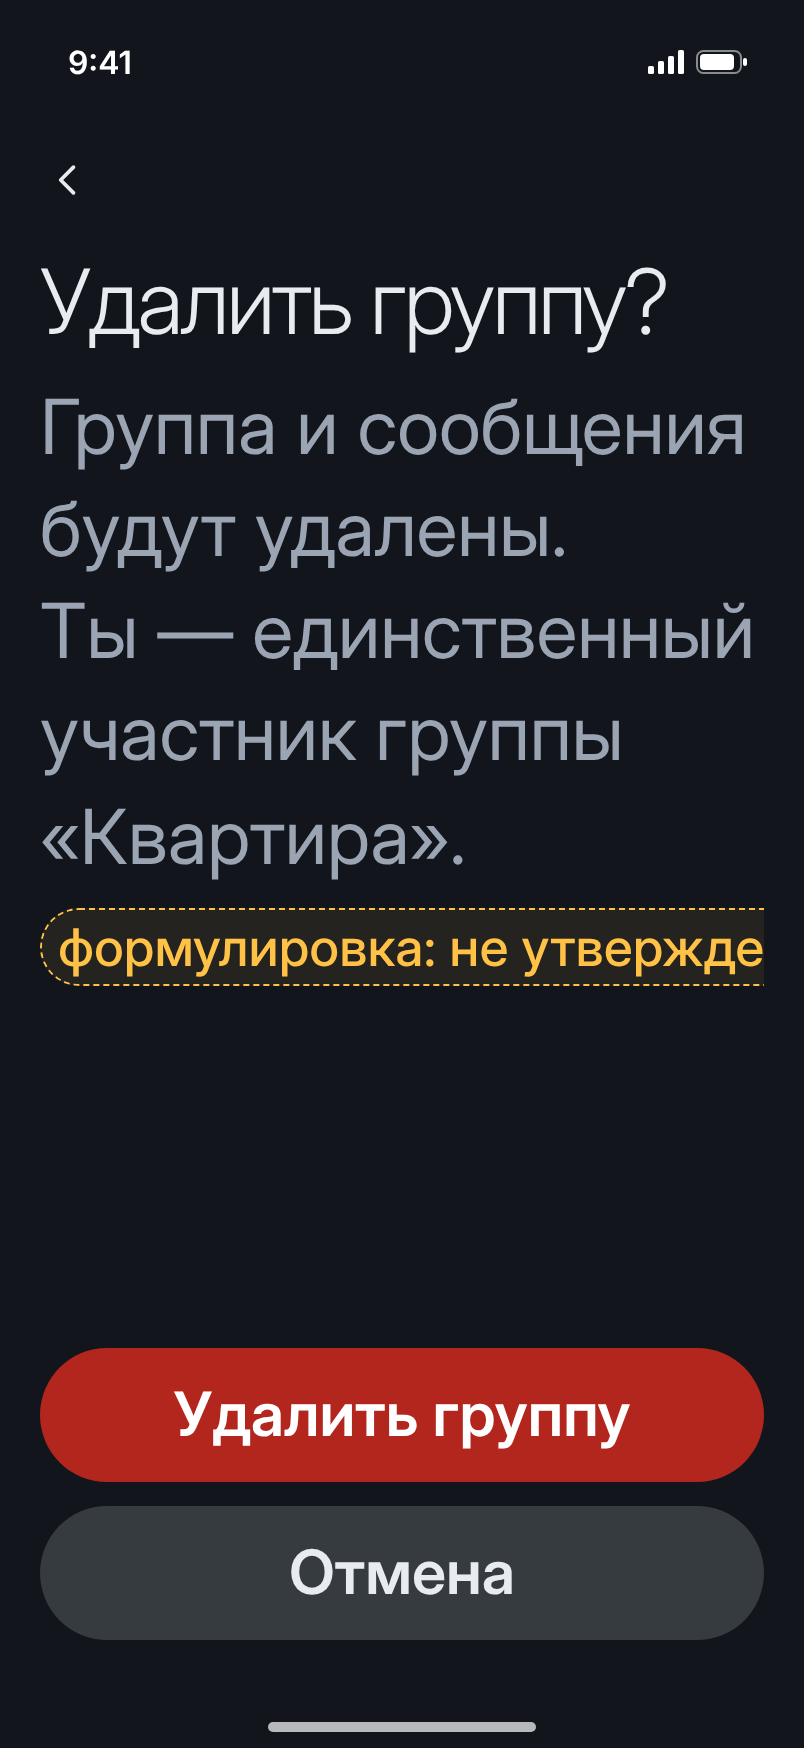 9:41
Удалить группу?
Группа и сообщения
будут удалены.
Ты — единственный
участник группы
«Квартира».
формулировка: не утвержде
Удалить группу
Отмена